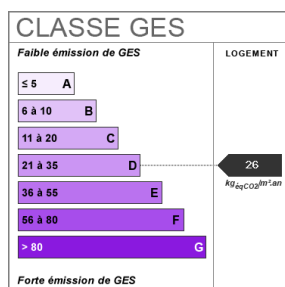 CLASSE GES
Faible émission de GES
LOGEMENT
≤ 5 A
6 à 10 B
11 à 20 C
21 à 35 D
26
kgéqCO2/m².an
36 à 55 E
56 à 80 F
> 80 G
Forte émission de GES